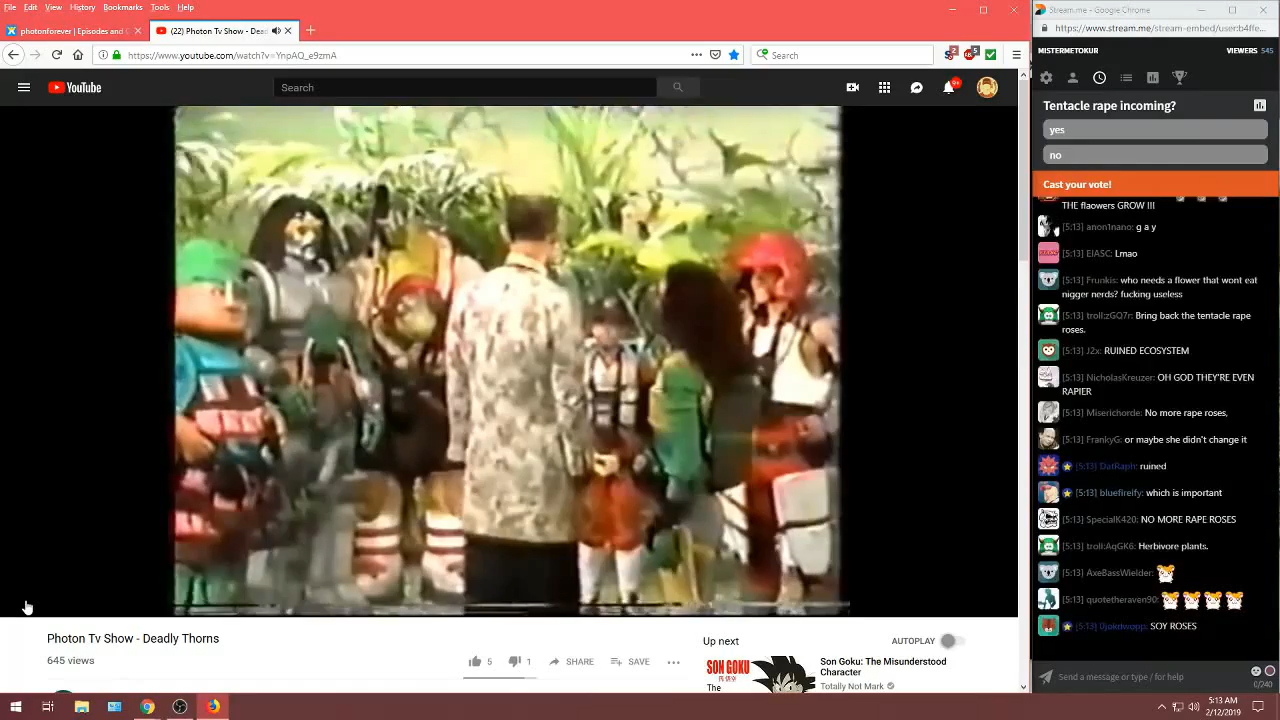 File Edit View History Bookmarks Tools Help
photonforever | Episodes and G
(22) Photon Tv Show - Dead
https://www.youtube.com/watch?v=YnpAQ_e9zmA
Search
YouTube
Search
9+
Photon Tv Show - Deadly Thorns
645 views
5
1
SHARE
SAVE
Up next
AUTOPLAY
SON GOKU
The
Son Goku: The Misunderstood
Character
Totally Not Mark
Stream.me - Google Chrome
https://www.stream.me/stream-embed/user:b4ffe...
MISTERMETOKUR
VIEWERS 545
Tentacle rape incoming?
yes
no
Cast your vote!
THE flaowers GROW !!!
[5:13] anon1nano: g a y
[5:13] EIASC: Lmao
[5:13] Frunkis: who needs a flower that wont eat
nigger nerds? fucking useless
[5:13] troll:zGQ7r: Bring back the tentacle rape
roses.
[5:13] J2x: RUINED ECOSYSTEM
[5:13] NicholasKreuzer: OH GOD THEY'RE EVEN
RAPIER
[5:13] Miserichorde: No more rape roses,
[5:13] FrankyG: or maybe she didn't change it
[5:13] DatRaph: ruined
[5:13] bluefireify: which is important
[5:13] SpecialK420: NO MORE RAPE ROSES
[5:13] troll:AqGK6: Herbivore plants.
[5:13] AxeBassWielder:
[5:13] quotetheraven90:
[5:13] 0jokriwopp: SOY ROSES
Send a message or type / for help
0/240
5:13 AM
2/12/2019